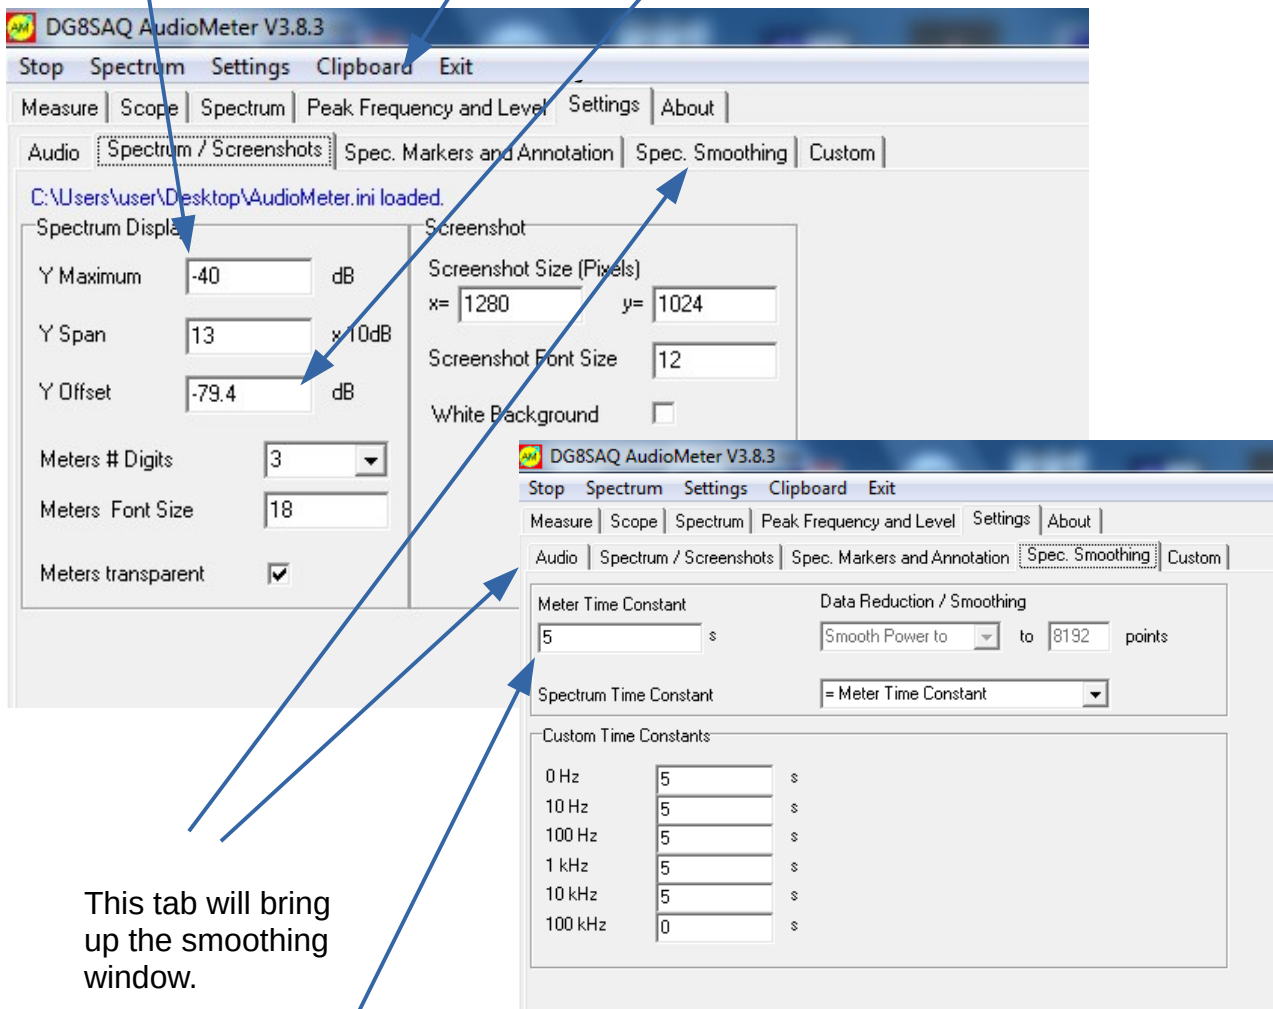 DG8SAQ AudioMeter V3.8.3
Stop Spectrum Settings Clipboard Exit
Measure Scope Spectrum Peak Frequency and Level Settings About
Audio Spectrum / Screenshots Spec. Markers and Annotation Spec. Smoothing Custom
C:\Users\user\Desktop\AudioMeter.ini loaded.
Spectrum Display
Y Maximum -40 dB
Y Span 13 x 10dB
Y Offset -79.4 dB
Meters # Digits 3
Meters Font Size 18
Meters transparent
Screenshot
Screenshot Size (Pixels)
x= 1280 y= 1024
Screenshot Font Size 12
White Background
DG8SAQ AudioMeter V3.8.3
Stop Spectrum Settings Clipboard Exit
Measure Scope Spectrum Peak Frequency and Level Settings About
Audio Spectrum / Screenshots Spec. Markers and Annotation Spec. Smoothing Custom
Meter Time Constant Data Reduction / Smoothing
5 s Smooth Power to to 8192 points
Spectrum Time Constant = Meter Time Constant
Custom Time Constants
0 Hz 5 s
10 Hz 5 s
100 Hz 5 s
1 kHz 5 s
10 kHz 5 s
100 kHz 0 s
This tab will bring
up the smoothing
window.